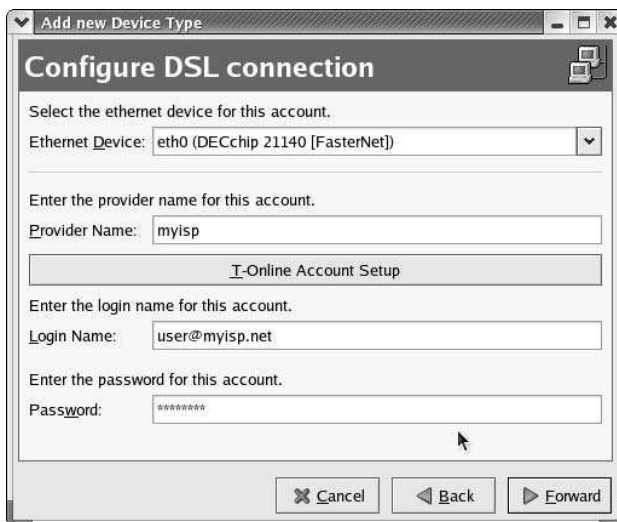 Add new Device Type
Configure DSL connection
Select the ethernet device for this account.
Ethernet Device: eth0 (DECchip 21140 [FasterNet])
Enter the provider name for this account.
Provider Name: myisp
T-Online Account Setup
Enter the login name for this account.
Login Name: user@myisp.net
Enter the password for this account.
Password: ********
Cancel Back Forward